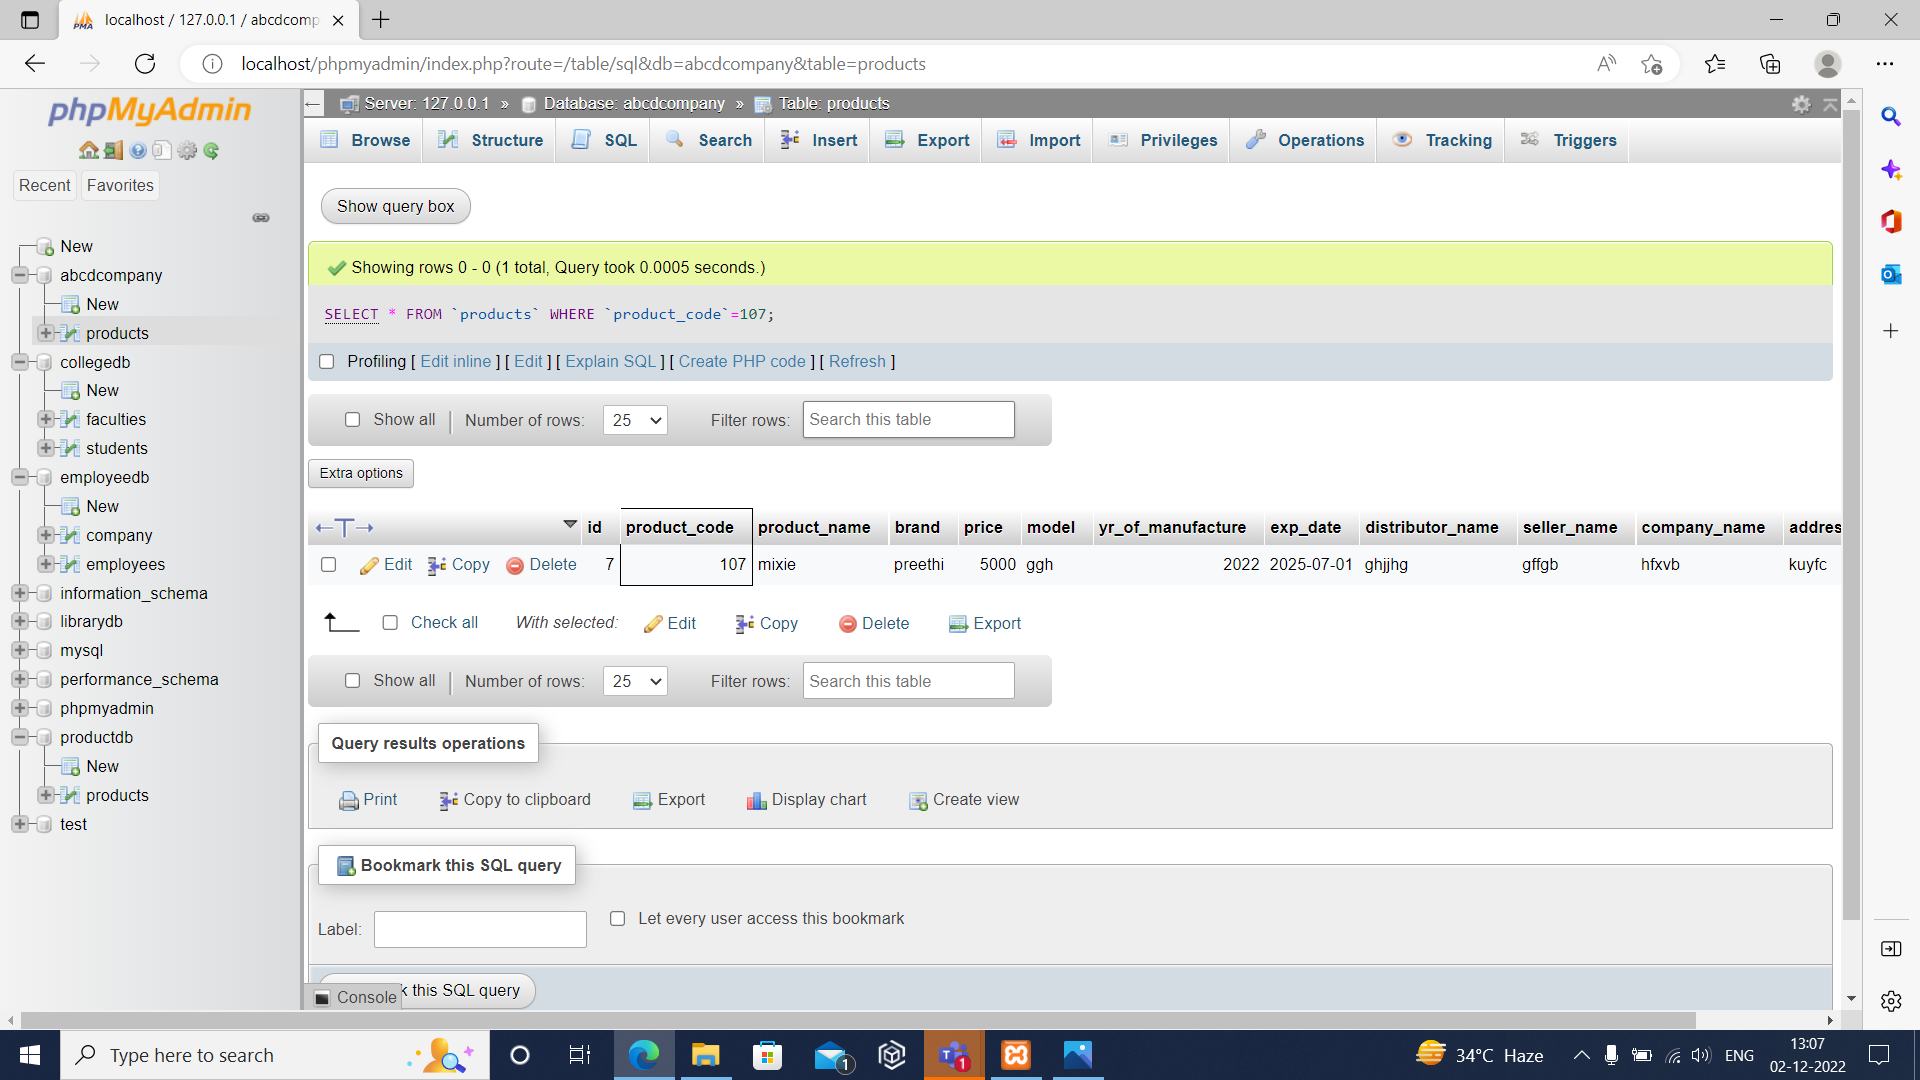 localhost / 127.0.0.1 / abcdcomp
localhost/phpmyadmin/index.php?route=/table/sql&db=abcdcompany&table=products
phpMyAdmin
Recent Favorites
New
abcdcompany
New
products
collegedb
New
faculties
students
employeedb
New
company
employees
information_schema
librarydb
mysql
performance_schema
phpmyadmin
productdb
New
products
test
Server: 127.0.0.1 » Database: abcdcompany » Table: products
Browse Structure SQL Search Insert Export Import Privileges Operations Tracking Triggers
Show query box
Showing rows 0 - 0 (1 total, Query took 0.0005 seconds.)
SELECT * FROM `products` WHERE `product_code`=107;
Profiling [ Edit inline ] [ Edit ] [ Explain SQL ] [ Create PHP code ] [ Refresh ]
Show all Number of rows: 25 Filter rows: Search this table
Extra options
id product_code product_name brand price model yr_of_manufacture exp_date distributor_name seller_name company_name addres
Edit Copy Delete 7 107 mixie preethi 5000 ggh 2022 2025-07-01 ghjjhg gffgb hfxvb kuyfc
Check all With selected: Edit Copy Delete Export
Show all Number of rows: 25 Filter rows: Search this table
Query results operations
Print Copy to clipboard Export Display chart Create view
Bookmark this SQL query
Label: Let every user access this bookmark
Console k this SQL query
Type here to search
1
1
34°C Haze
ENG
13:07
02-12-2022